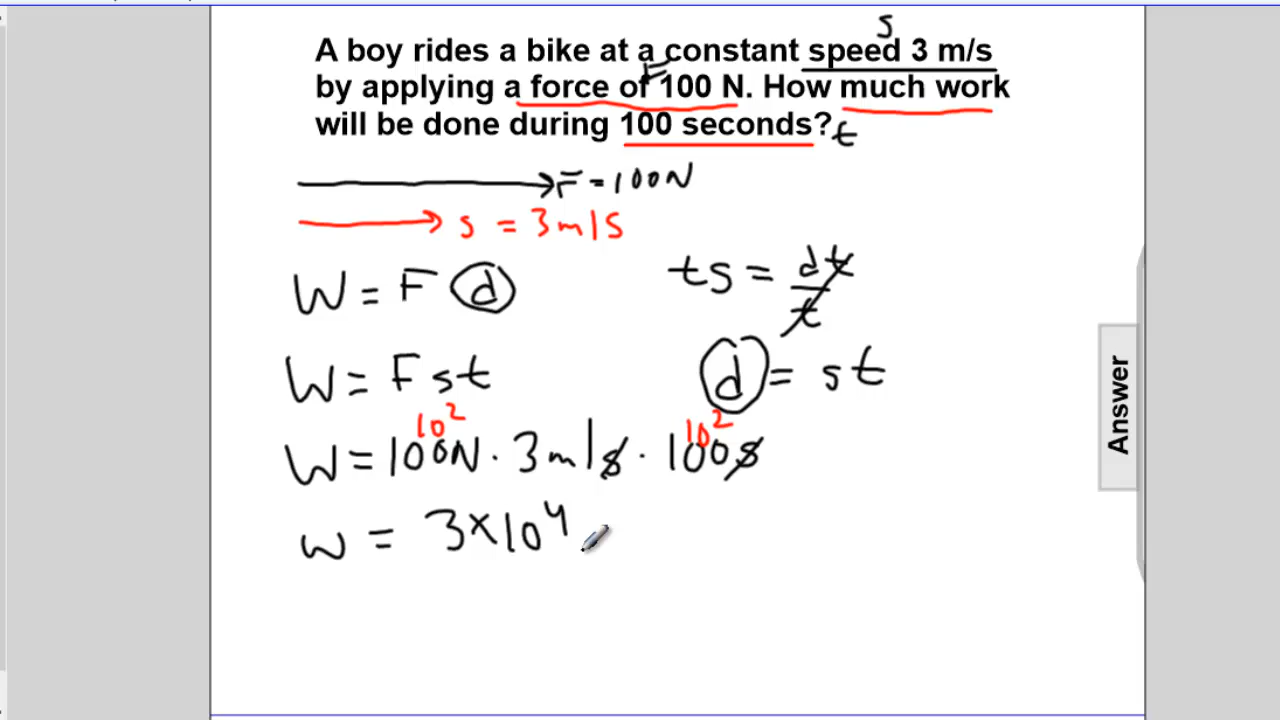 s
A boy rides a bike at a constant speed 3 m/s
F
by applying a force of 100 N. How much work
will be done during 100 seconds? t
F = 100N
s = 3m/s
W = F d
ts = dt/t
W = F s t
d = s t
10² 10²
W = 100N · 3m/s · 100s
W = 3×10⁴
Answer